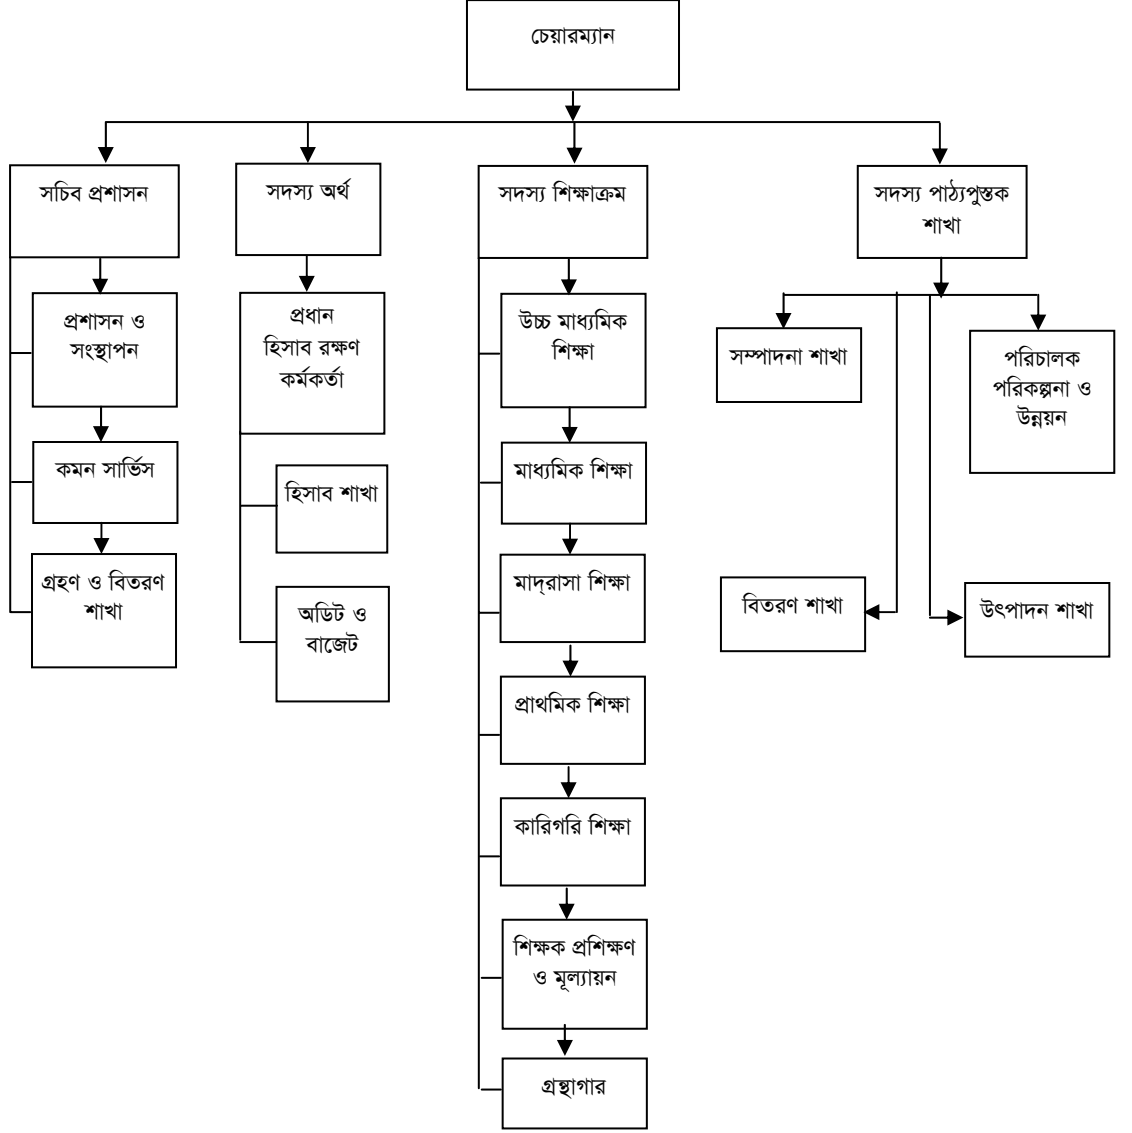 চেয়ারম্যান
সচিব প্রশাসন
প্রশাসন ও
সংস্থাপন
কমন সার্ভিস
গ্রহণ ও বিতরণ
শাখা
সদস্য অর্থ
প্রধান
হিসাব রক্ষণ
কর্মকর্তা
হিসাব শাখা
অডিট ও
বাজেট
সদস্য শিক্ষাক্রম
উচ্চ মাধ্যমিক
শিক্ষা
মাধ্যমিক শিক্ষা
মাদ্‌রাসা শিক্ষা
প্রাথমিক শিক্ষা
কারিগরি শিক্ষা
শিক্ষক প্রশিক্ষণ
ও মূল্যায়ন
গ্রন্থাগার
সদস্য পাঠ্যপুস্তক
শাখা
সম্পাদনা শাখা
পরিচালক
পরিকল্পনা ও
উন্নয়ন
বিতরণ শাখা
উৎপাদন শাখা